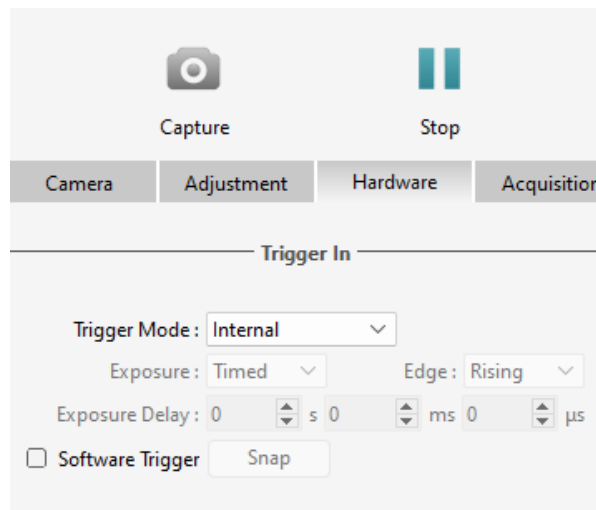 Capture Stop
Camera Adjustment Hardware Acquisition
Trigger In
Trigger Mode : Internal
Exposure : Timed Edge : Rising
Exposure Delay : 0 s 0 ms 0 µs
Software Trigger Snap